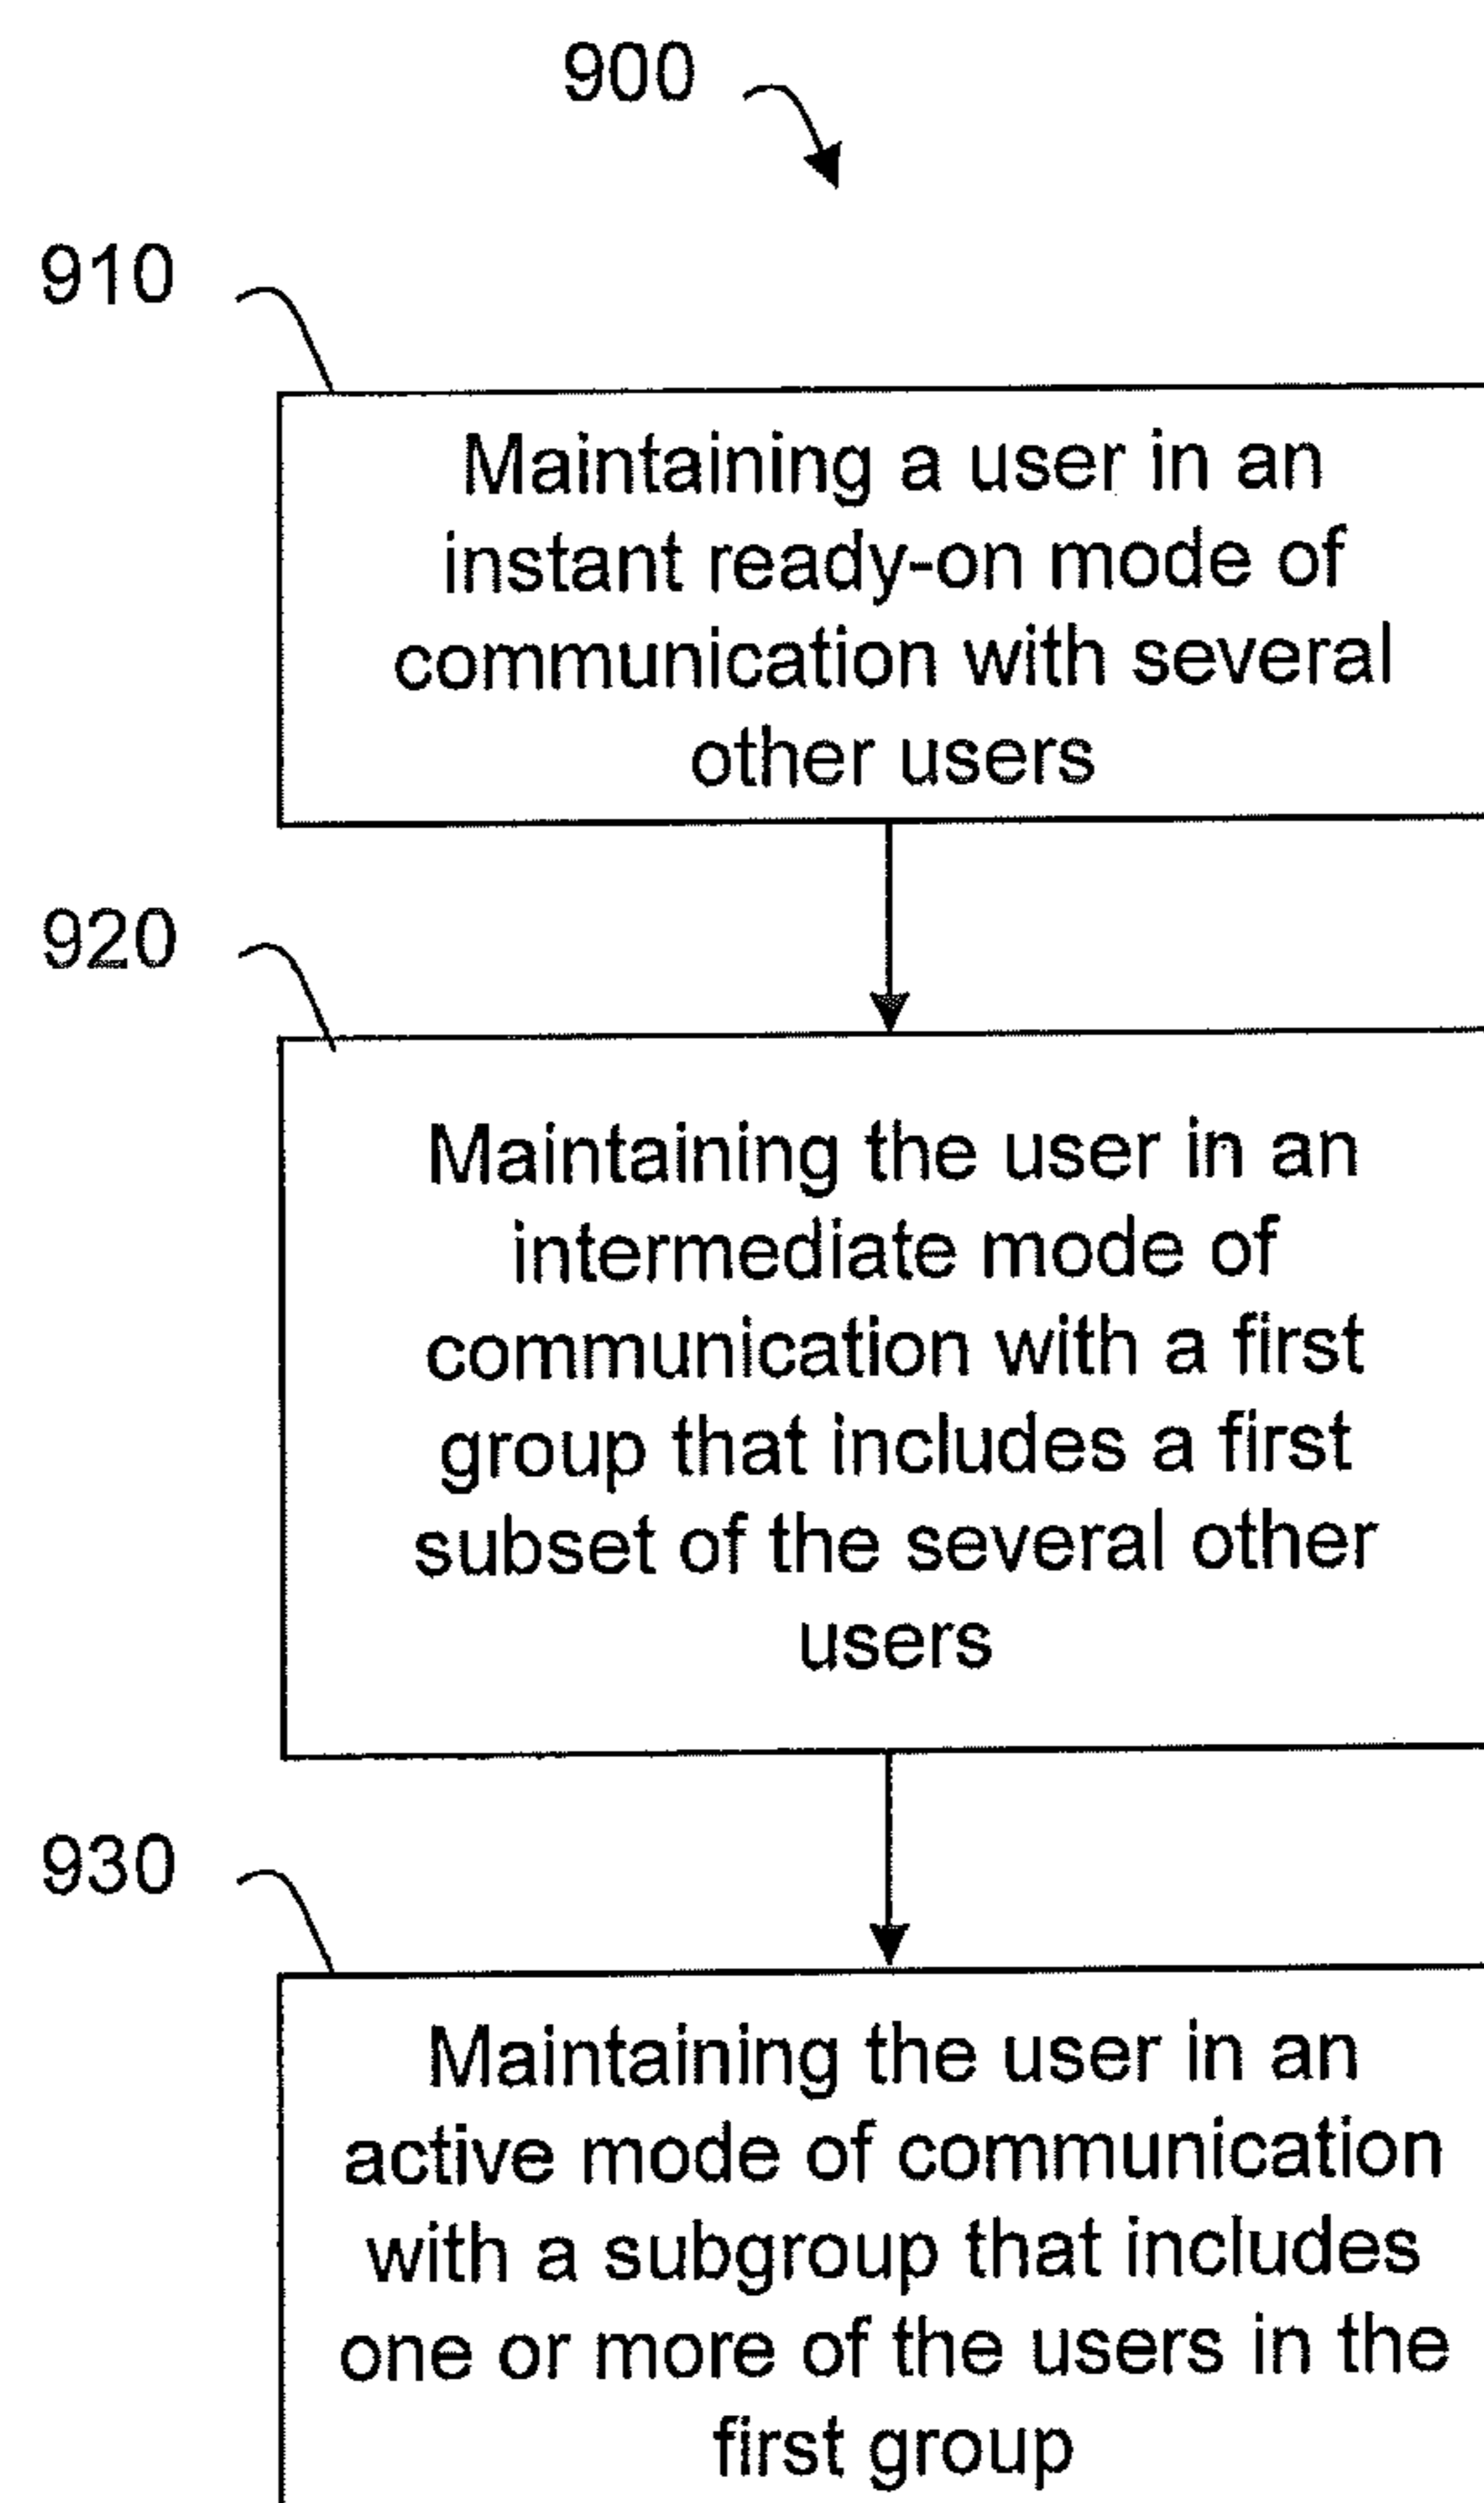 900
910
Maintaining a user in an
instant ready-on mode of
communication with several
other users
920
Maintaining the user in an
intermediate mode of
communication with a first
group that includes a first
subset of the several other
users
930
Maintaining the user in an
active mode of communication
with a subgroup that includes
one or more of the users in the
first group